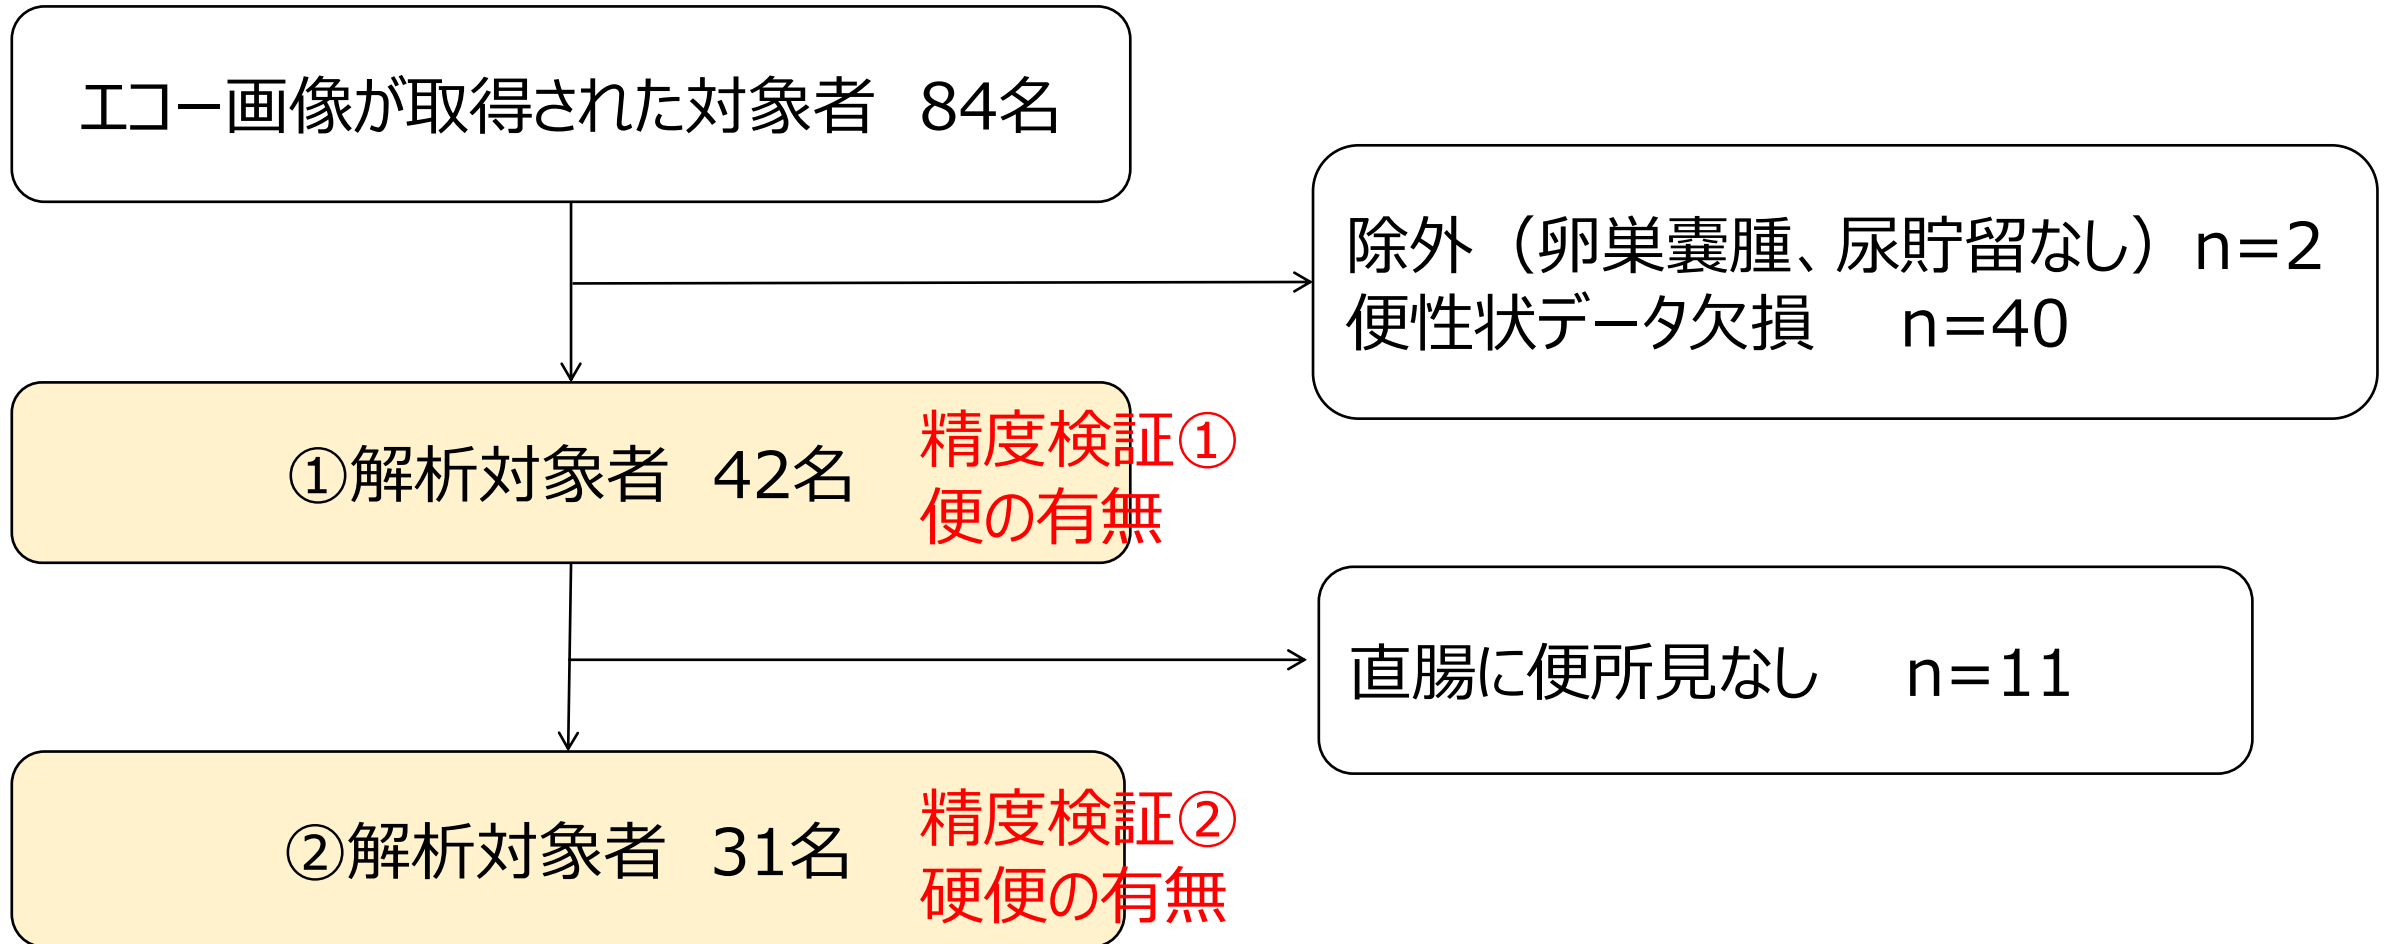 エコー画像が取得された対象者　84名
除外（卵巣嚢腫、尿貯留なし）n=2
便性状データ欠損　n=40
①解析対象者　42名
精度検証①
便の有無
直腸に便所見なし　n=11
②解析対象者　31名
精度検証②
硬便の有無